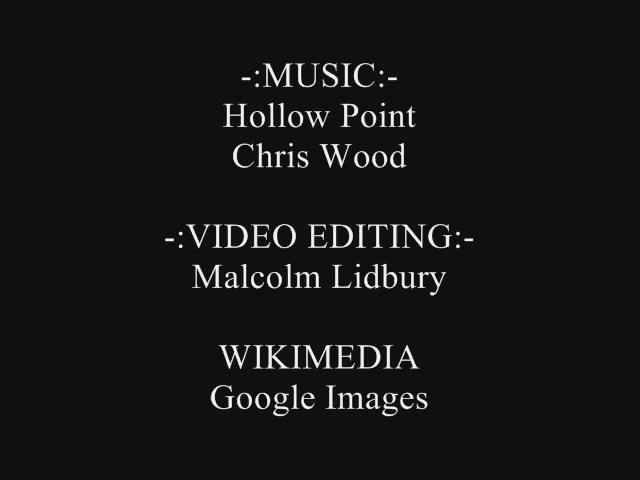 -:MUSIC:-
Hollow Point
Chris Wood
-:VIDEO EDITING:-
Malcolm Lidbury
WIKIMEDIA
Google Images